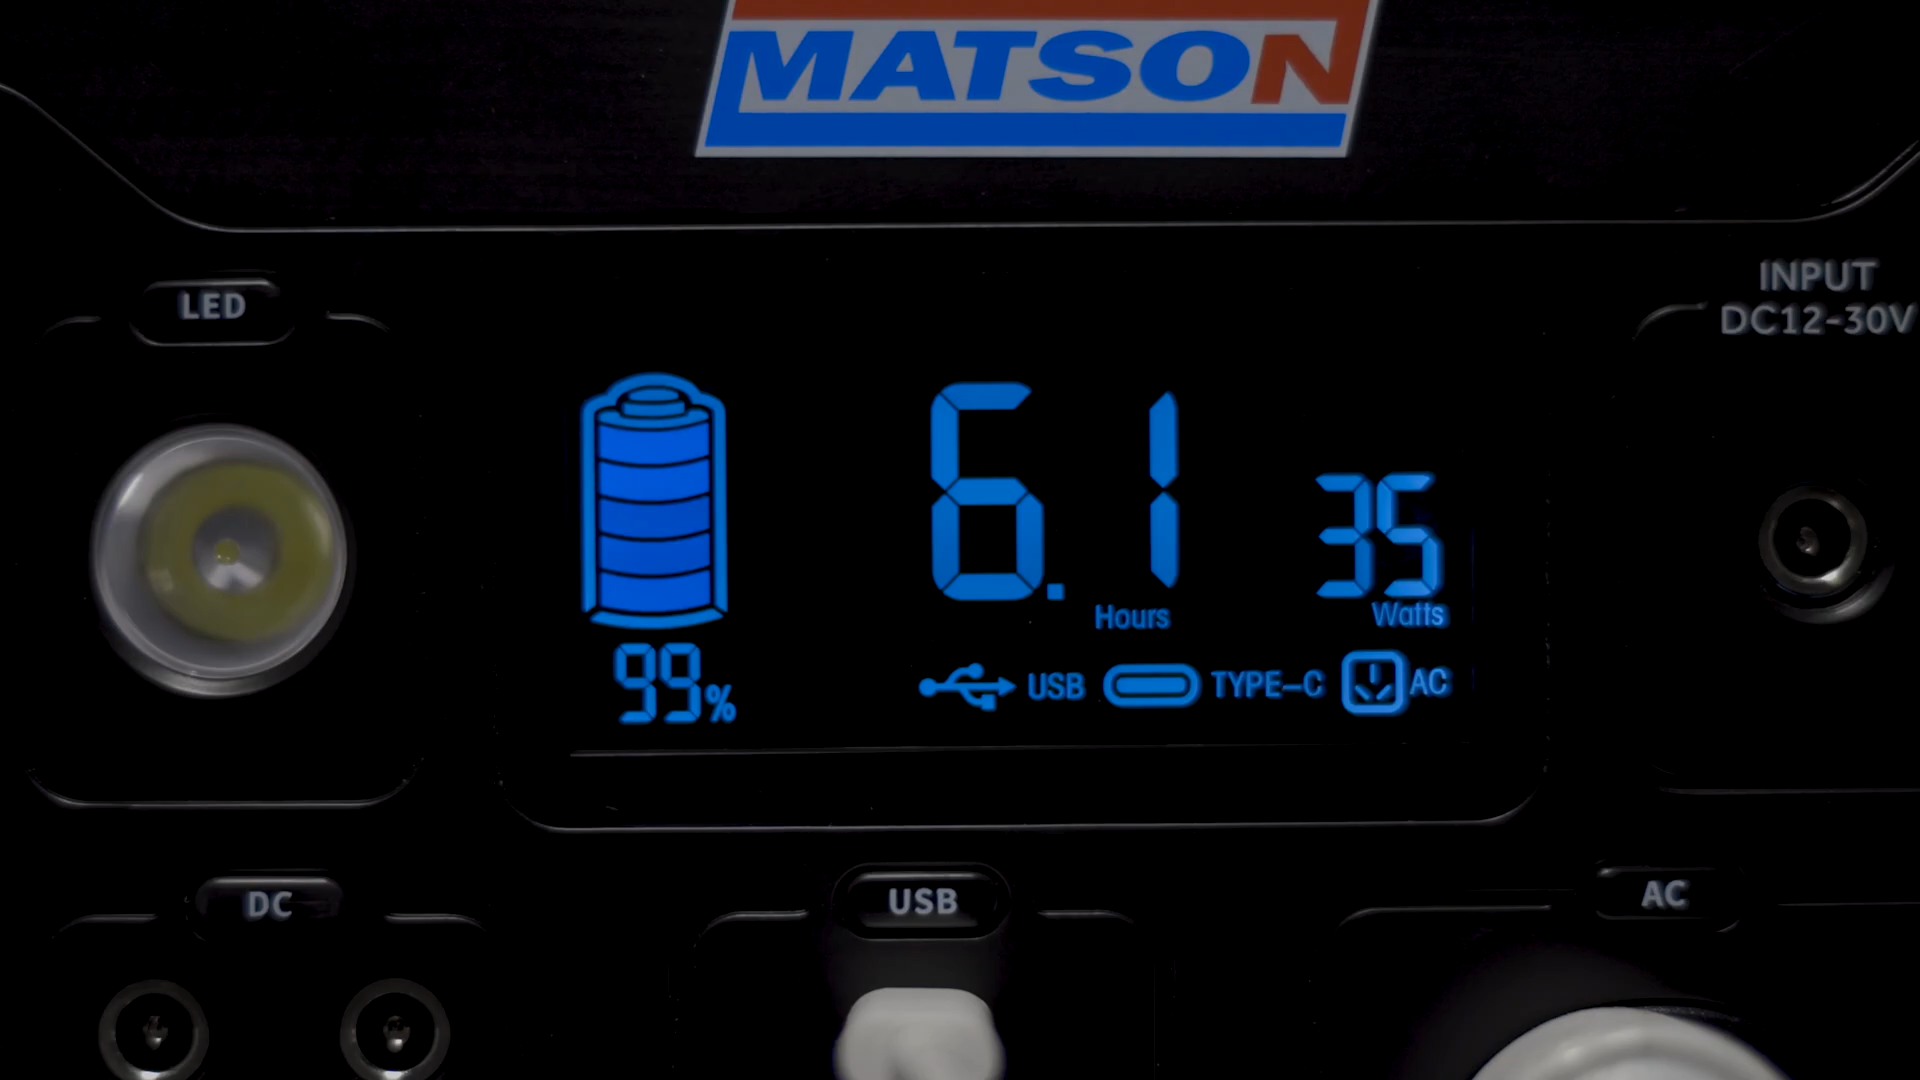 MATSON
LED
INPUT
DC12-30V
6.1
Hours
35
Watts
99%
USB
TYPE-C
AC
DC
USB
AC